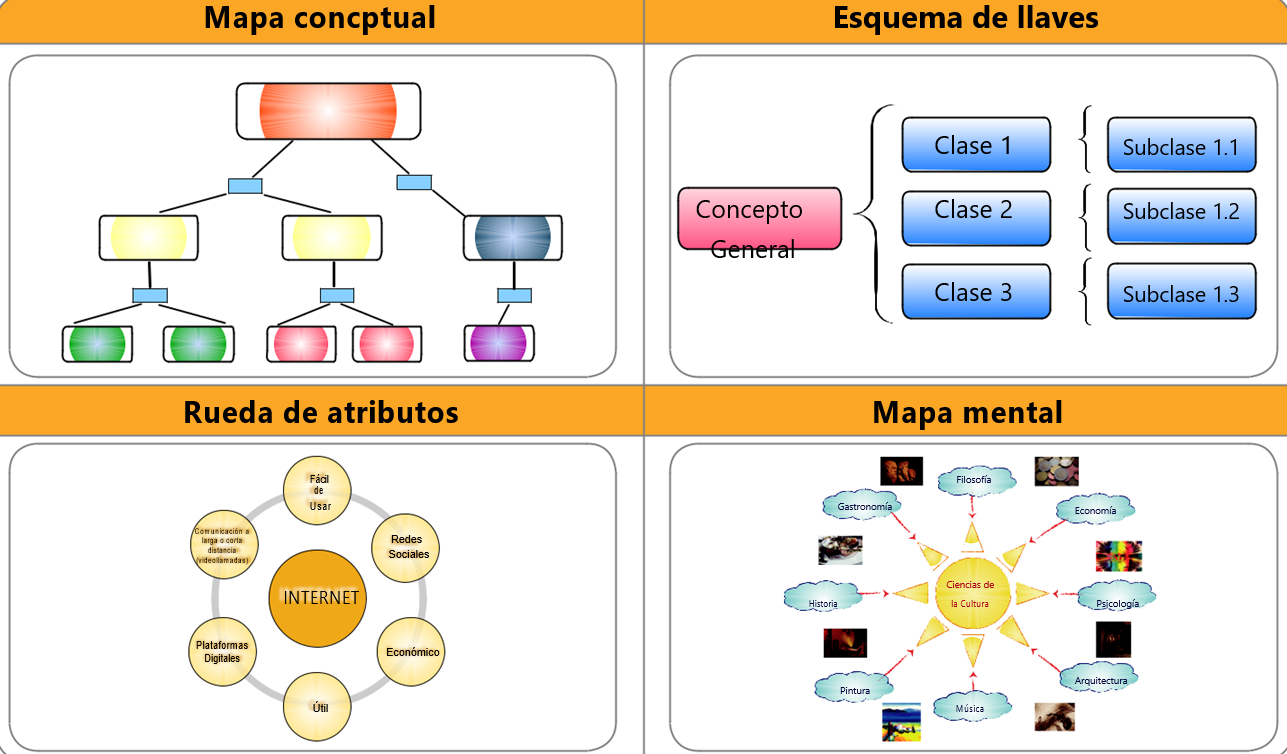 Mapa concptual
Esquema de llaves
Concepto
General
Clase 1
Subclase 1.1
Clase 2
Subclase 1.2
Clase 3
Subclase 1.3
Rueda de atributos
Fácil
de
Usar
Redes
Sociales
Económico
Útil
Plataformas
Digitales
Comunicación a
larga o corta
distancia
(videollamadas)
INTERNET
Mapa mental
Filosofía
Economía
Psicología
Arquitectura
Música
Pintura
Historia
Gastronomía
Ciencias de
la Cultura